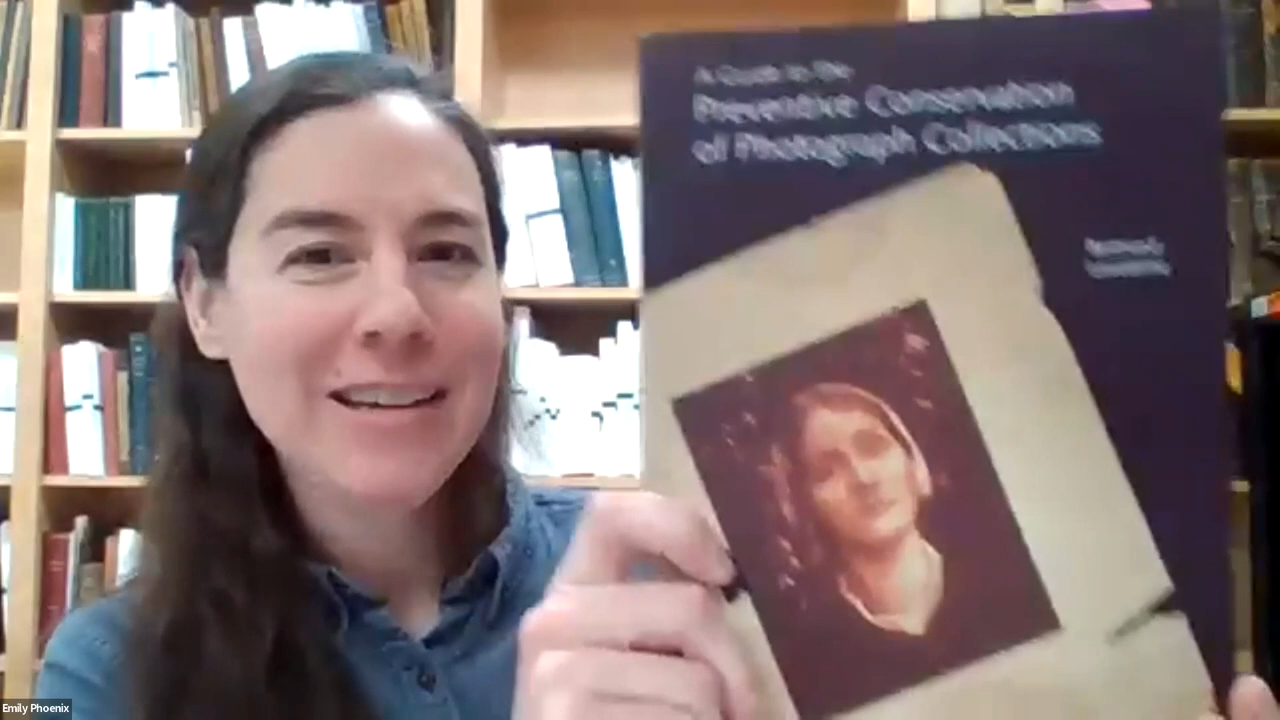 A Guide to the
Preventive Conservation
of Photograph Collections
Emily Phoenix